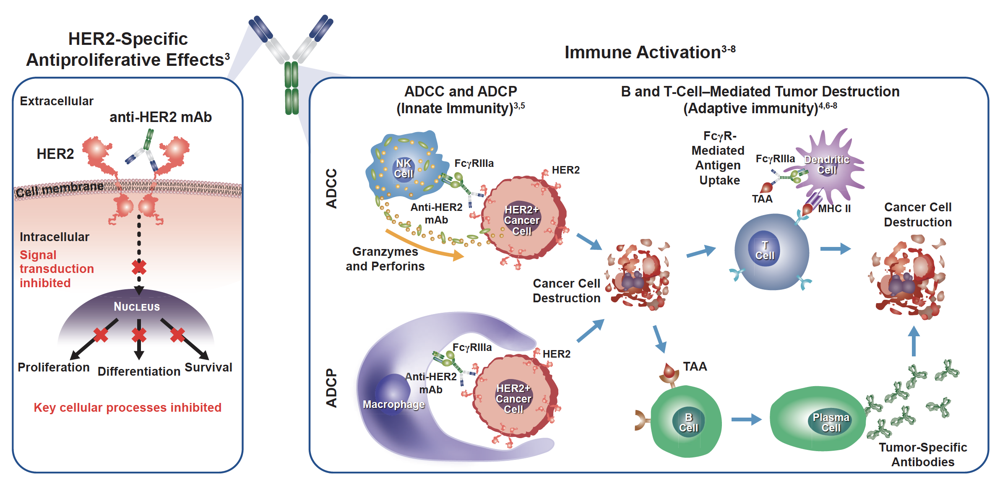 HER2-Specific
Antiproliferative Effects3
Extracellular
anti-HER2 mAb
HER2
Cell membrane
Intracellular
Signal
transduction
inhibited
Nucleus
Proliferation
Differentiation
Survival
Key cellular processes inhibited
Immune Activation3-8
ADCC and ADCP
(Innate Immunity)3,5
ADCC
NK
Cell
FcγRIIIa
HER2
Anti-HER2
mAb
HER2+
Cancer
Cell
Granzymes
and Perforins
Cancer Cell
Destruction
ADCP
FcγRIIIa
HER2
Anti-HER2
mAb
Macrophage
HER2+
Cancer
Cell
B and T-Cell–Mediated Tumor Destruction
(Adaptive immunity)4,6-8
FcγR-
Mediated
Antigen
Uptake
FcγRIIIa
Dendritic
Cell
TAA
MHC II
T
Cell
Cancer Cell
Destruction
TAA
B
Cell
Plasma
Cell
Tumor-Specific
Antibodies